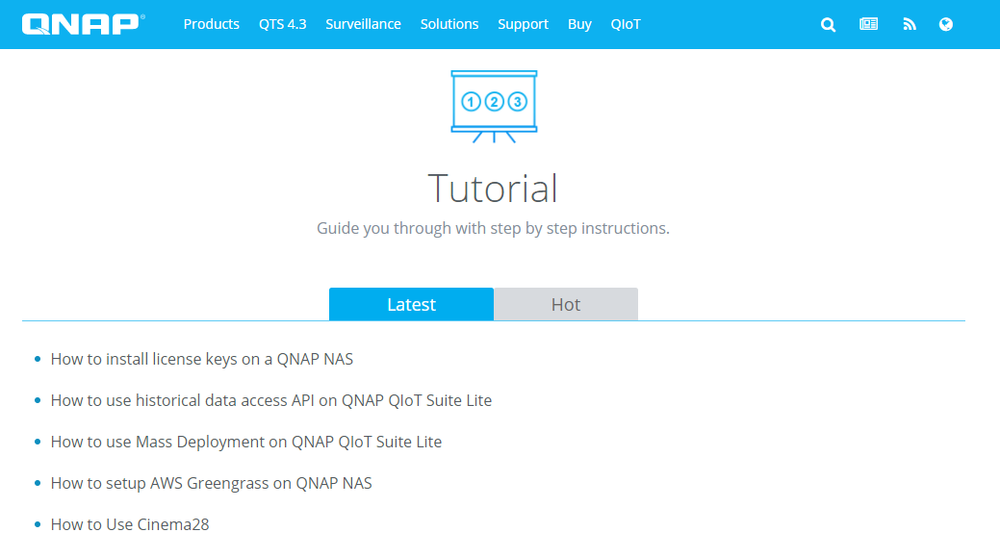 QNAP
Products QTS 4.3 Surveillance Solutions Support Buy QIoT
1 2 3
Tutorial
Guide you through with step by step instructions.
Latest Hot
How to install license keys on a QNAP NAS
How to use historical data access API on QNAP QIoT Suite Lite
How to use Mass Deployment on QNAP QIoT Suite Lite
How to setup AWS Greengrass on QNAP NAS
How to Use Cinema28